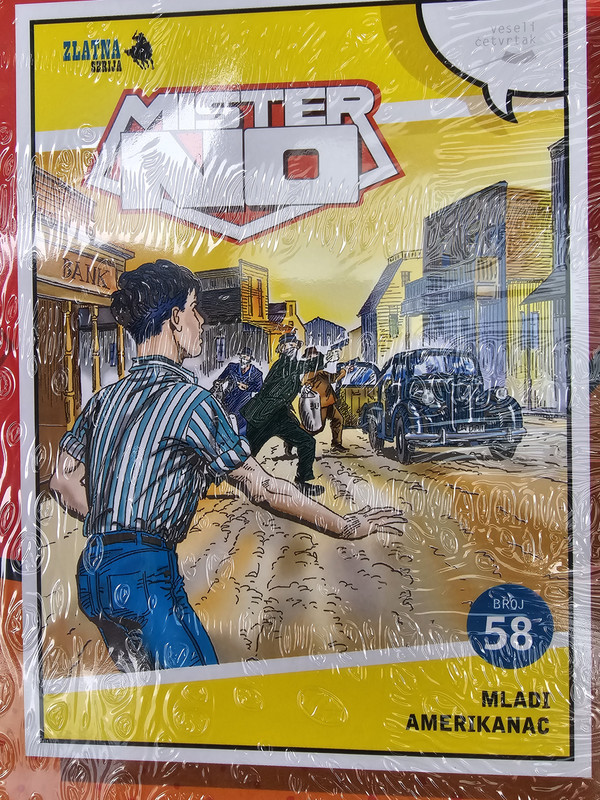 ZLATNA
SERIJA
veseli
četvrtak
MISTER
NO
BANK
BROJ
58
MLADI
AMERIKANAC